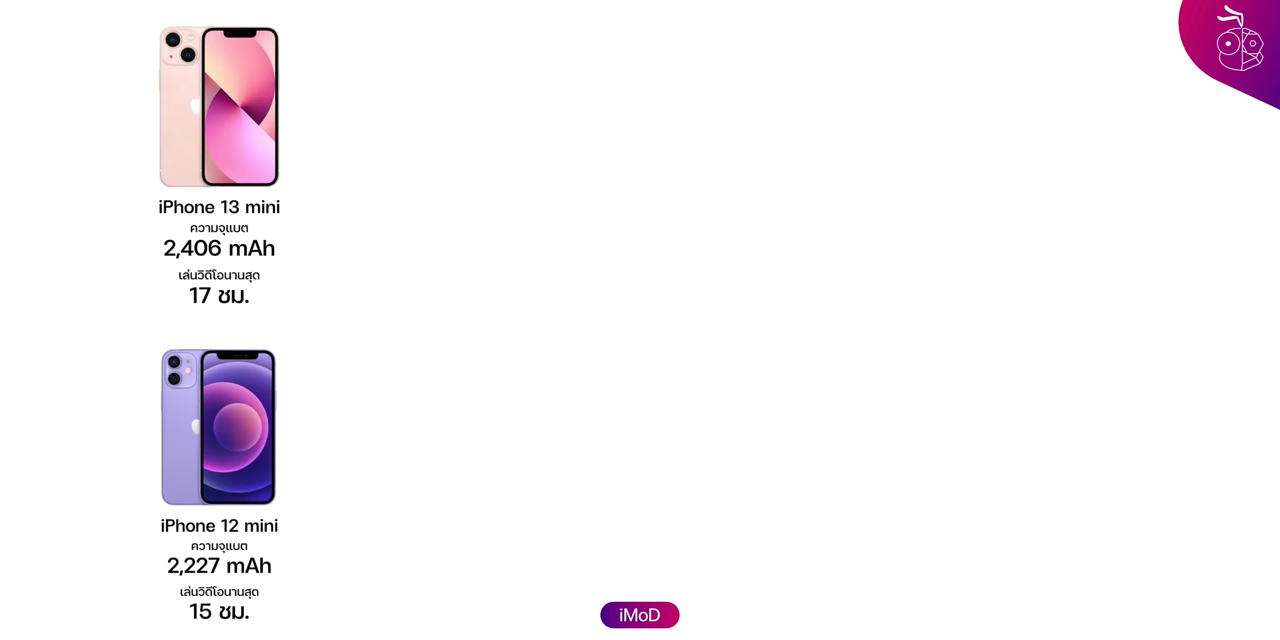 iPhone 13 mini
ความจุแบต
2,406 mAh
เล่นวิดีโอนานสุด
17 ชม.
iPhone 12 mini
ความจุแบต
2,227 mAh
เล่นวิดีโอนานสุด
15 ชม.
iMoD